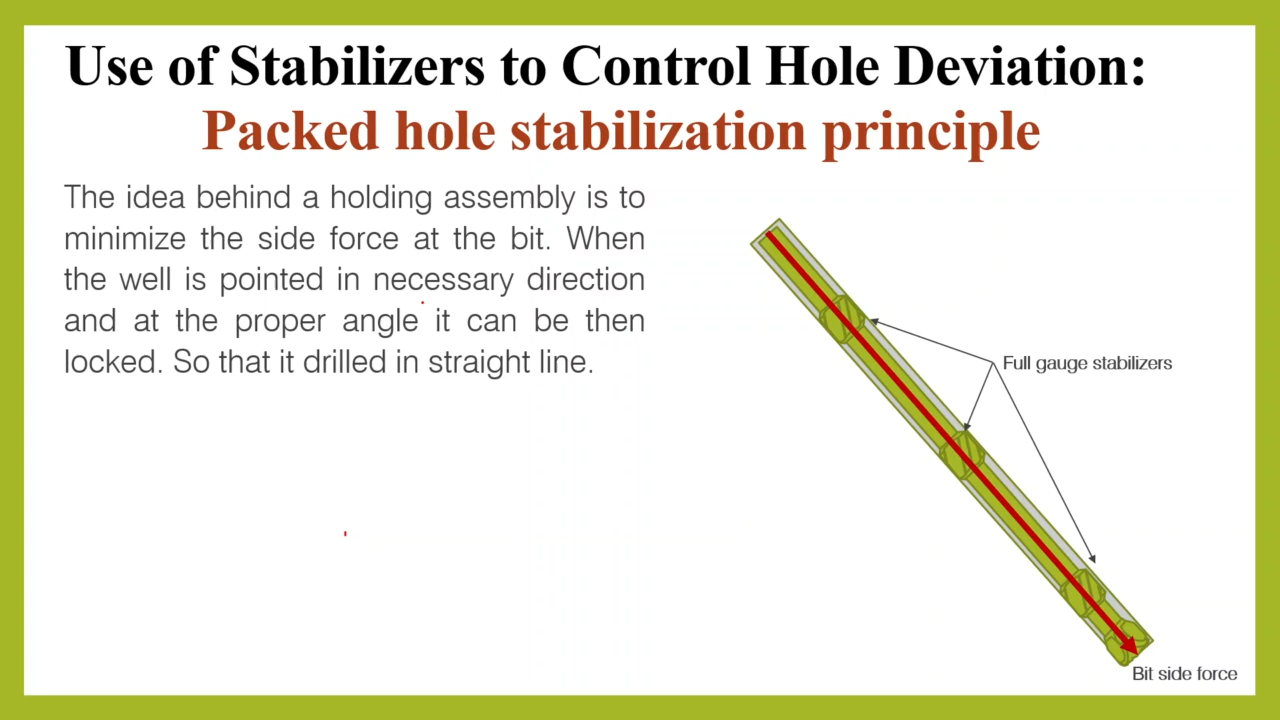 Use of Stabilizers to Control Hole Deviation:
Packed hole stabilization principle
The idea behind a holding assembly is to
minimize the side force at the bit. When
the well is pointed in necessary direction
and at the proper angle it can be then
locked. So that it drilled in straight line.
Full gauge stabilizers
Bit side force